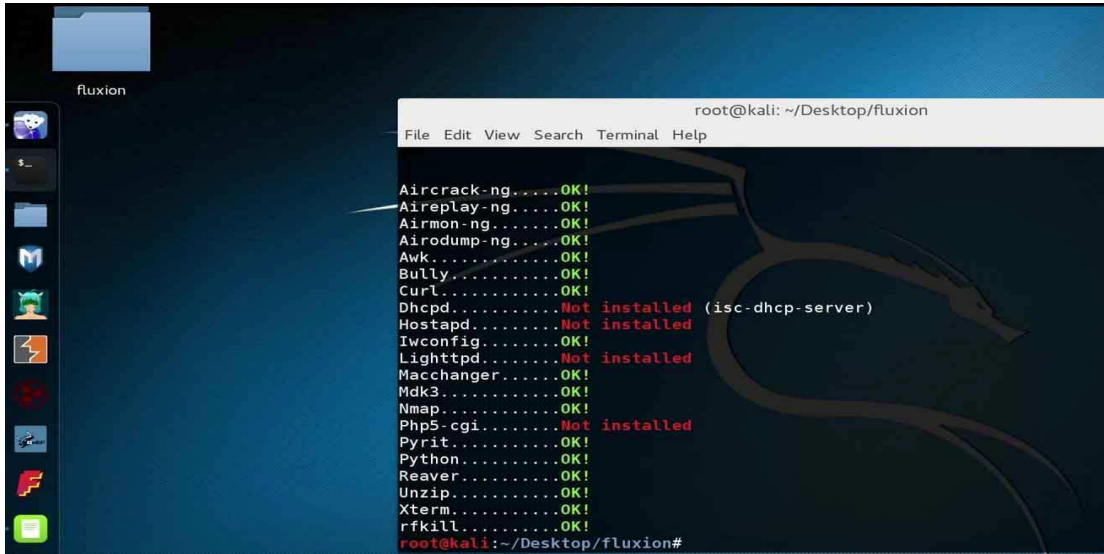 fluxion
root@kali: ~/Desktop/fluxion
File Edit View Search Terminal Help
$_
Aircrack-ng.....OK!
Aireplay-ng.....OK!
Airmon-ng.......OK!
Airodump-ng.....OK!
Awk.............OK!
Bully...........OK!
Curl............OK!
Dhcpd...........Not installed (isc-dhcp-server)
Hostapd.........Not installed
Iwconfig........OK!
Lighttpd........Not installed
Macchanger......OK!
Mdk3............OK!
Nmap............OK!
Php5-cgi........Not installed
Pyrit...........OK!
Python..........OK!
Reaver..........OK!
Unzip...........OK!
Xterm...........OK!
rfkill..........OK!
root@kali:~/Desktop/fluxion#